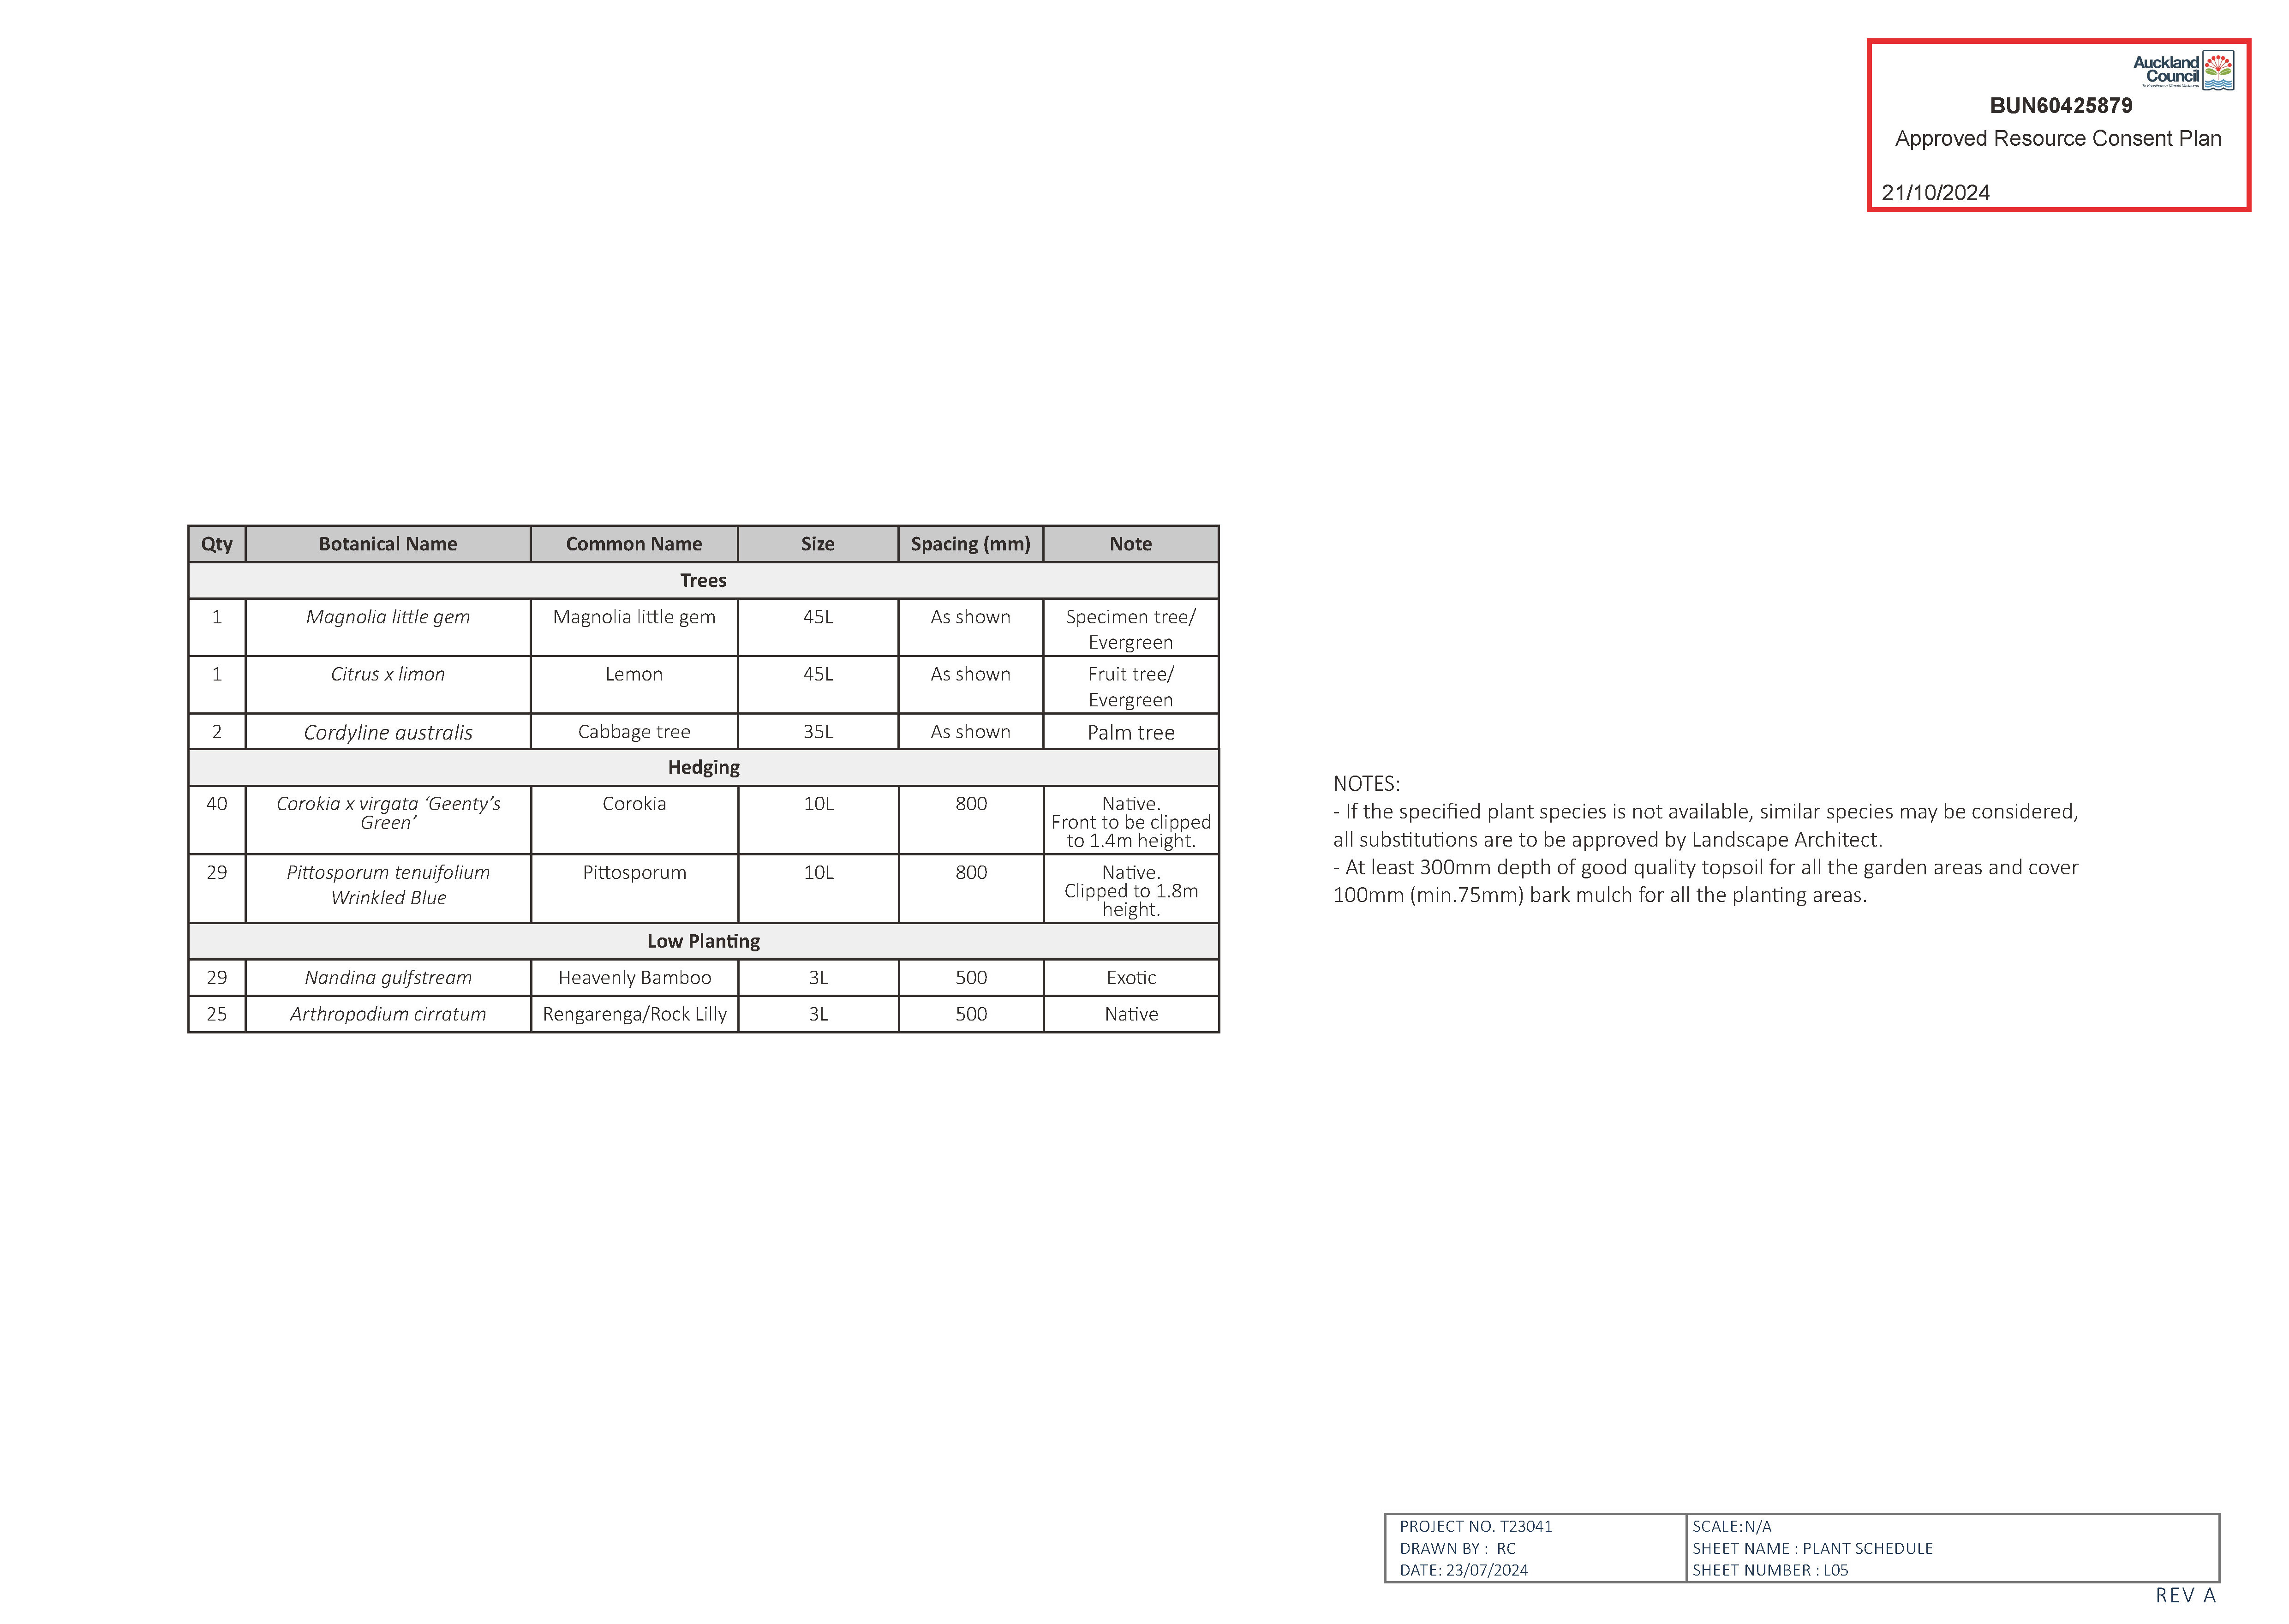 Auckland
Council
BUN60425879
Approved Resource Consent Plan
21/10/2024
Qty Botanical Name Common Name Size Spacing (mm) Note
Trees
1 Magnolia little gem Magnolia little gem 45L As shown Specimen tree/
Evergreen
1 Citrus x limon Lemon 45L As shown Fruit tree/
Evergreen
2 Cordyline australis Cabbage tree 35L As shown Palm tree
Hedging
40 Corokia x virgata ‘Geenty’s Corokia 10L 800 Native.
Green’ Front to be clipped
to 1.4m height.
29 Pittosporum tenuifolium Pittosporum 10L 800 Native.
Wrinkled Blue Clipped to 1.8m
height.
Low Planting
29 Nandina gulfstream Heavenly Bamboo 3L 500 Exotic
25 Arthropodium cirratum Rengarenga/Rock Lilly 3L 500 Native
NOTES:
- If the specified plant species is not available, similar species may be considered,
all substitutions are to be approved by Landscape Architect.
- At least 300mm depth of good quality topsoil for all the garden areas and cover
100mm (min.75mm) bark mulch for all the planting areas.
PROJECT NO. T23041
DRAWN BY : RC
DATE: 23/07/2024
SCALE:N/A
SHEET NAME : PLANT SCHEDULE
SHEET NUMBER : L05
REV A